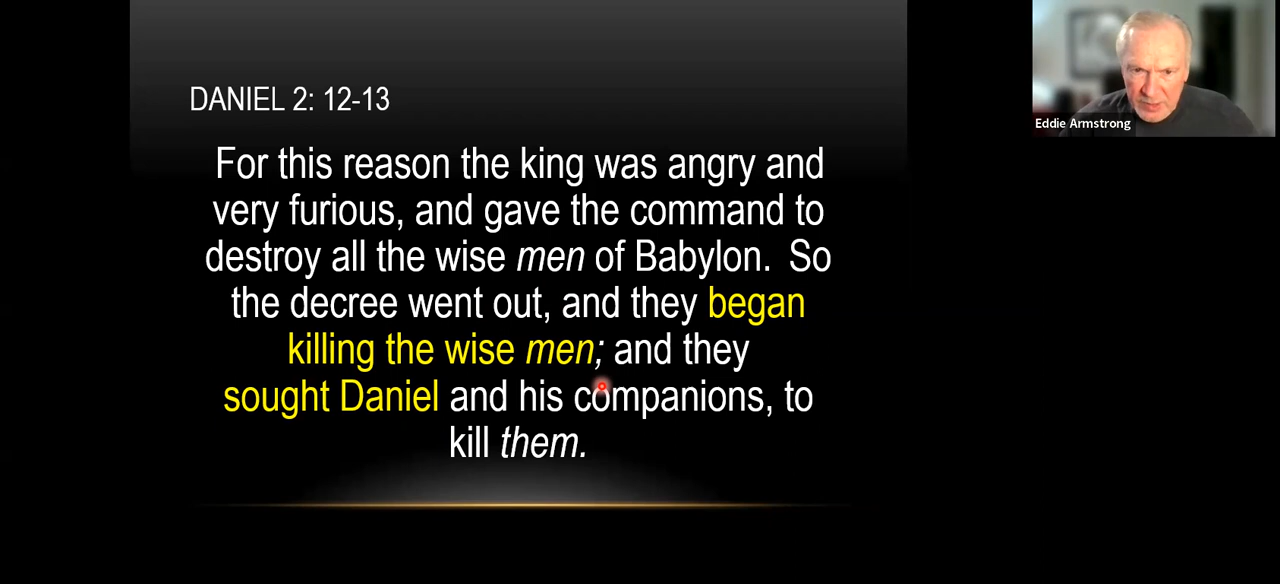 DANIEL 2: 12-13
For this reason the king was angry and
very furious, and gave the command to
destroy all the wise men of Babylon.  So
the decree went out, and they began
killing the wise men; and they
sought Daniel and his companions, to
kill them.
Eddie Armstrong